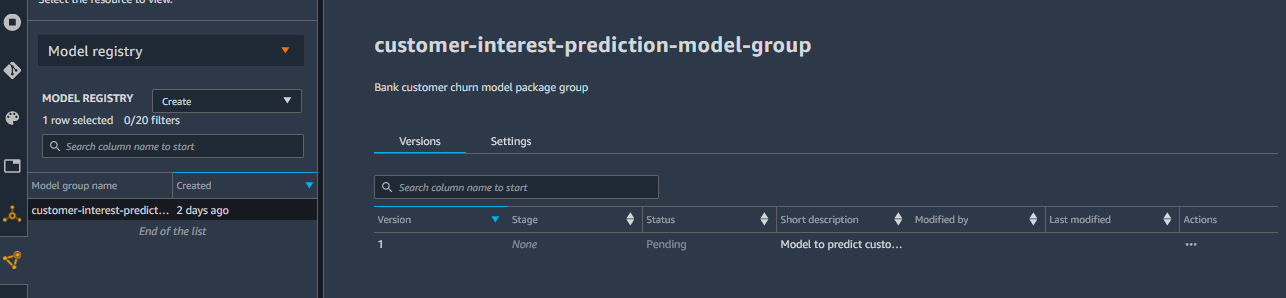 Select the resource to view.
Model registry
MODEL REGISTRY
Create
1 row selected 0/20 filters
Search column name to start
Model group name Created
customer-interest-predict... 2 days ago
End of the list
customer-interest-prediction-model-group
Bank customer churn model package group
Versions Settings
Search column name to start
Version Stage Status Short description Modified by Last modified Actions
1 None Pending Model to predict custo... ...